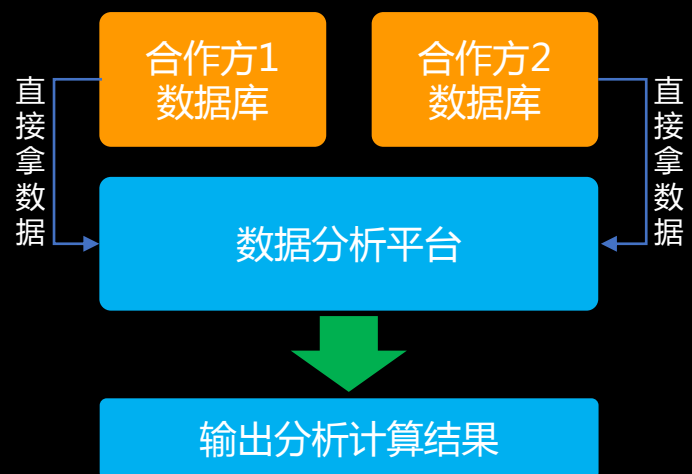 合作方1
数据库
合作方2
数据库
直接拿数据
直接拿数据
数据分析平台
输出分析计算结果